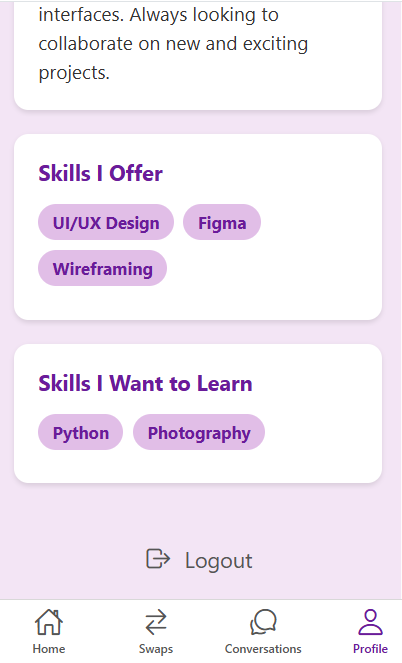 interfaces. Always looking to
collaborate on new and exciting
projects.
Skills I Offer
UI/UX Design Figma
Wireframing
Skills I Want to Learn
Python Photography
Logout
Home Swaps Conversations Profile